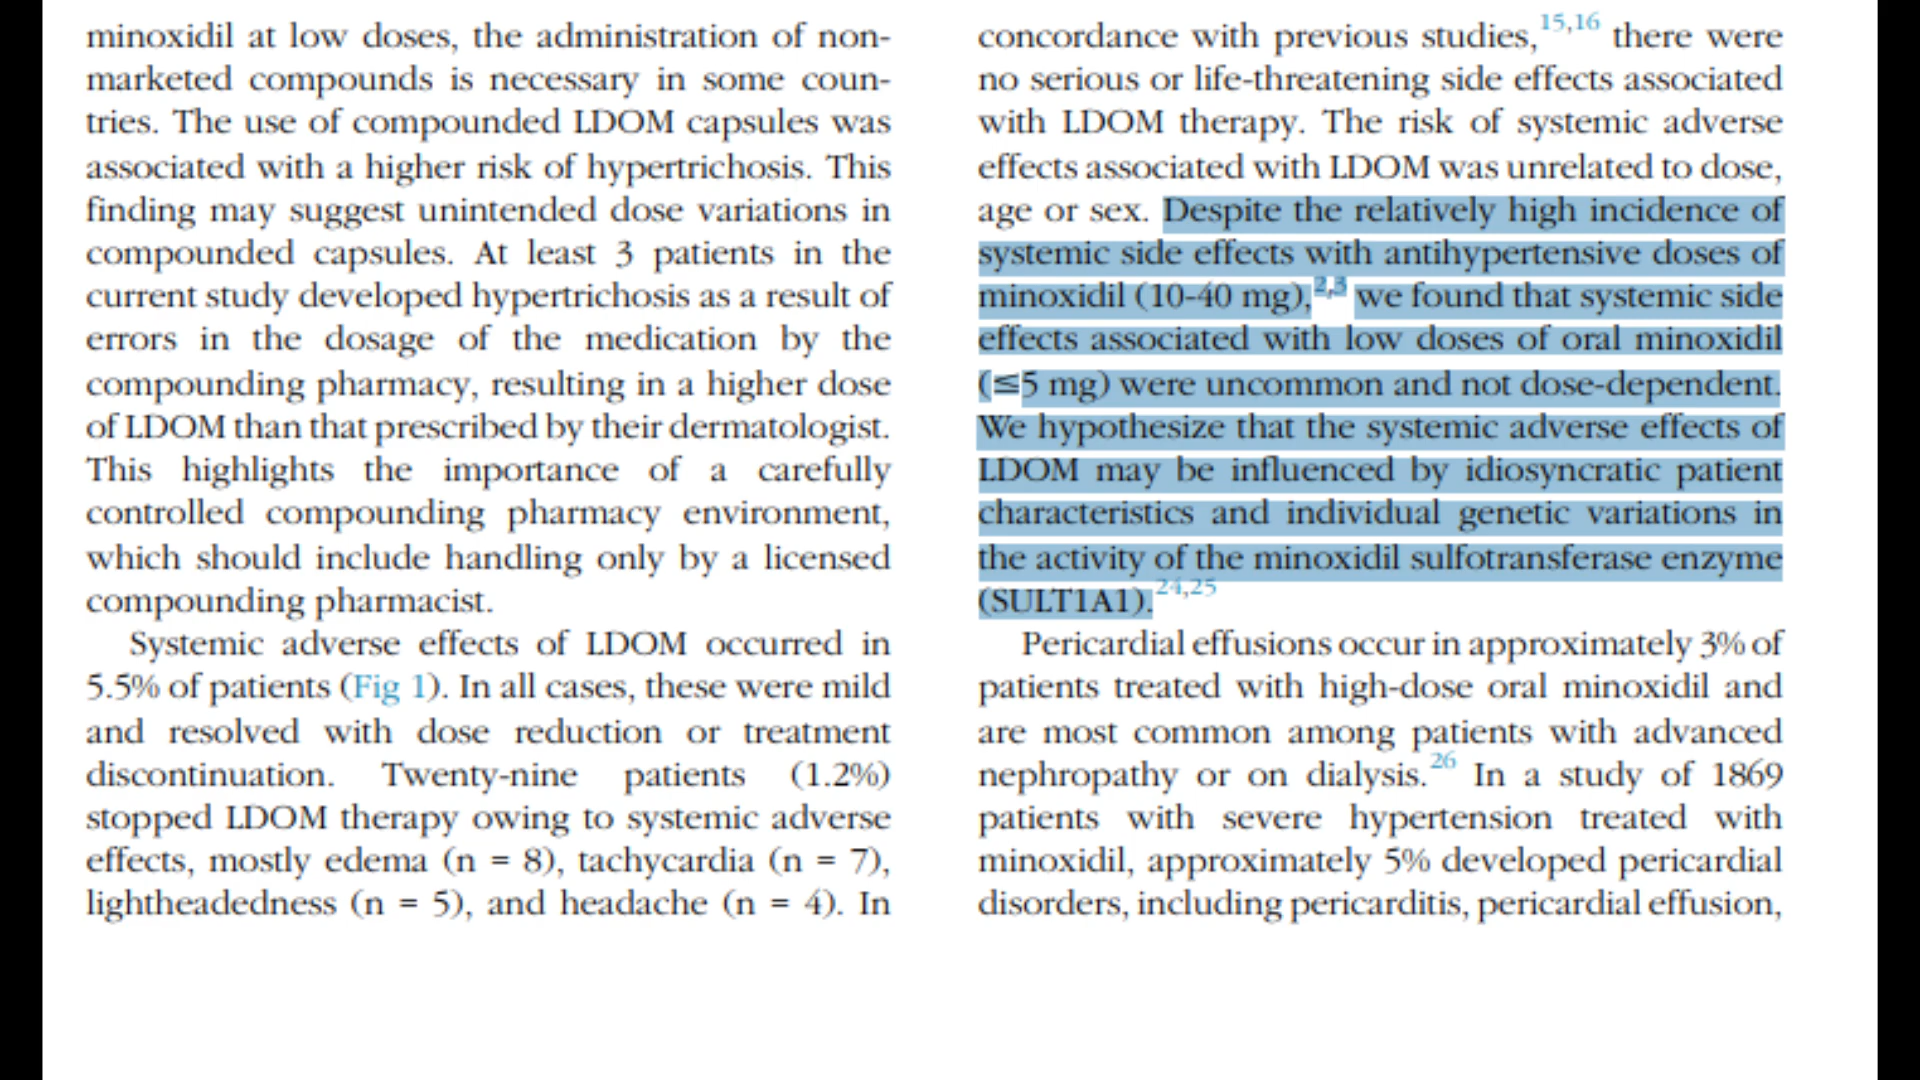 minoxidil at low doses, the administration of non-
marketed compounds is necessary in some coun-
tries. The use of compounded LDOM capsules was
associated with a higher risk of hypertrichosis. This
finding may suggest unintended dose variations in
compounded capsules. At least 3 patients in the
current study developed hypertrichosis as a result of
errors in the dosage of the medication by the
compounding pharmacy, resulting in a higher dose
of LDOM than that prescribed by their dermatologist.
This highlights the importance of a carefully
controlled compounding pharmacy environment,
which should include handling only by a licensed
compounding pharmacist.
Systemic adverse effects of LDOM occurred in
5.5% of patients (Fig 1). In all cases, these were mild
and resolved with dose reduction or treatment
discontinuation. Twenty-nine patients (1.2%)
stopped LDOM therapy owing to systemic adverse
effects, mostly edema (n = 8), tachycardia (n = 7),
lightheadedness (n = 5), and headache (n = 4). In
concordance with previous studies,15,16 there were
no serious or life-threatening side effects associated
with LDOM therapy. The risk of systemic adverse
effects associated with LDOM was unrelated to dose,
age or sex. Despite the relatively high incidence of
systemic side effects with antihypertensive doses of
minoxidil (10-40 mg),2,3 we found that systemic side
effects associated with low doses of oral minoxidil
(≤5 mg) were uncommon and not dose-dependent.
We hypothesize that the systemic adverse effects of
LDOM may be influenced by idiosyncratic patient
characteristics and individual genetic variations in
the activity of the minoxidil sulfotransferase enzyme
(SULT1A1).24,25
Pericardial effusions occur in approximately 3% of
patients treated with high-dose oral minoxidil and
are most common among patients with advanced
nephropathy or on dialysis.26 In a study of 1869
patients with severe hypertension treated with
minoxidil, approximately 5% developed pericardial
disorders, including pericarditis, pericardial effusion,